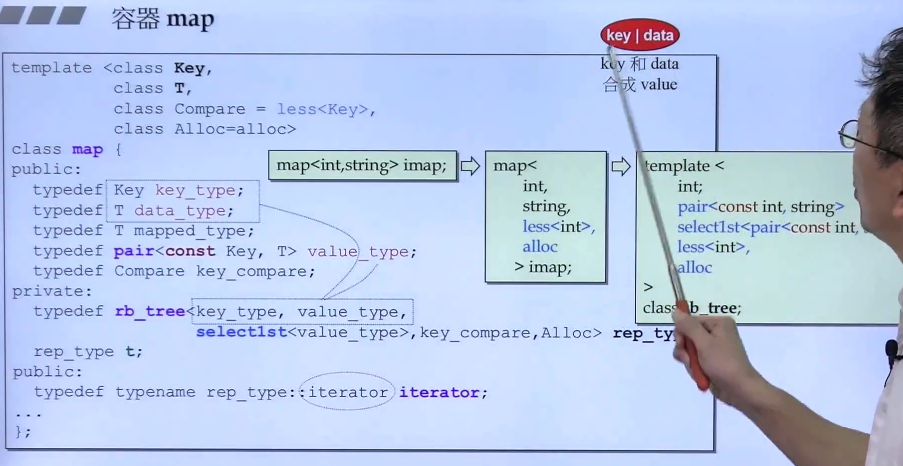 容器 map
key | data
key 和 data
合成 value
template <class Key,
class T,
class Compare = less<Key>,
class Alloc=alloc>
class map {
public:
typedef Key key_type;
typedef T data_type;
typedef T mapped_type;
typedef pair<const Key, T> value_type;
typedef Compare key_compare;
private:
typedef rb_tree<key_type, value_type,
select1st<value_type>,key_compare,Alloc> rep_ty
rep_type t;
public:
typedef typename rep_type::iterator iterator;
...
};
map<int,string> imap;
map<
int,
string,
less<int>,
alloc
> imap;
template <
int;
pair<const int, string>
select1st<pair<const int,
less<int>,
alloc
>
class b_tree;